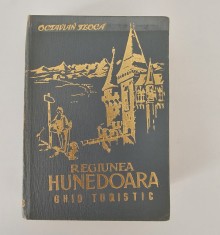 OCTAVIAN FLOCA
REGIUNEA
HUNEDOARA
GHID TURISTIC